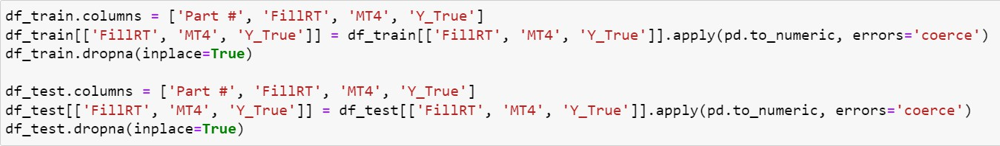 df_train.columns = ['Part #', 'FillRT', 'MT4', 'Y_True']
df_train[['FillRT', 'MT4', 'Y_True']] = df_train[['FillRT', 'MT4', 'Y_True']].apply(pd.to_numeric, errors='coerce')
df_train.dropna(inplace=True)

df_test.columns = ['Part #', 'FillRT', 'MT4', 'Y_True']
df_test[['FillRT', 'MT4', 'Y_True']] = df_test[['FillRT', 'MT4', 'Y_True']].apply(pd.to_numeric, errors='coerce')
df_test.dropna(inplace=True)